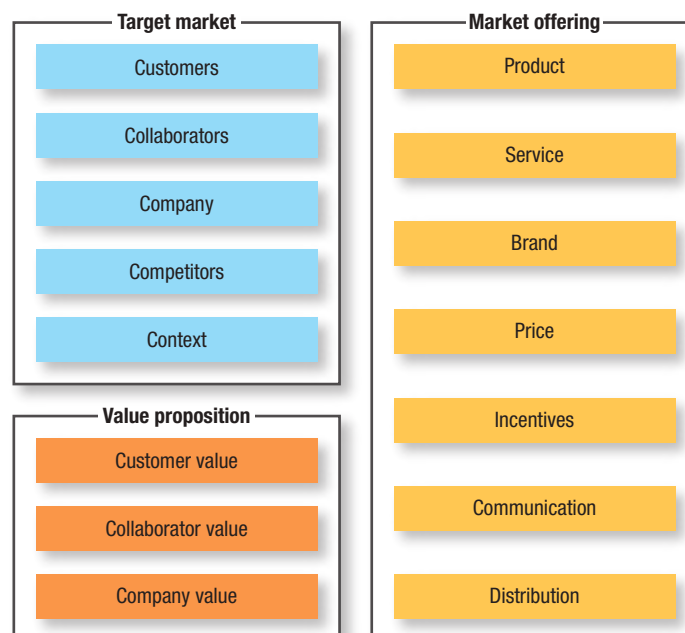 Target market
Customers
Collaborators
Company
Competitors
Context
Value proposition
Customer value
Collaborator value
Company value
Market offering
Product
Service
Brand
Price
Incentives
Communication
Distribution